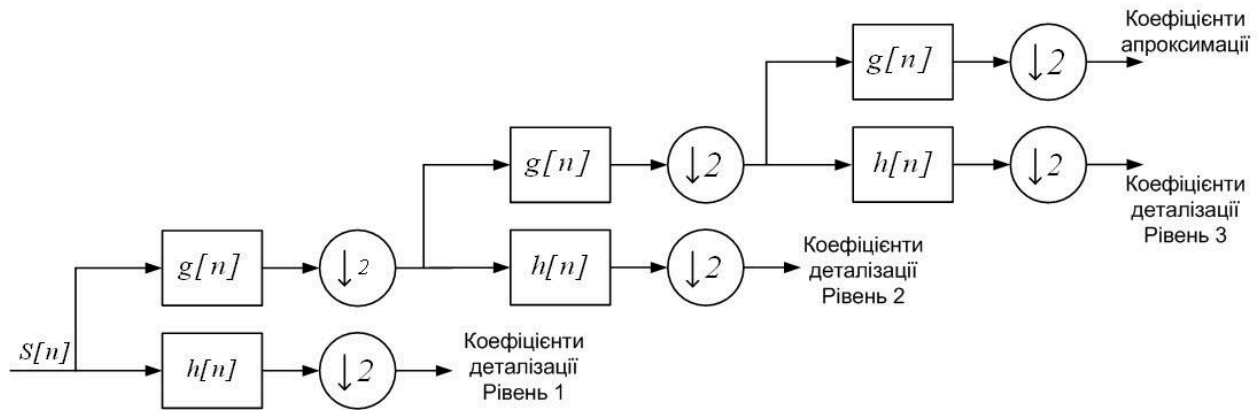 Коефіцієнти
апроксимації
g[n]
↓2
g[n]
↓2
h[n]
↓2
Коефіцієнти
деталізації
Рівень 3
g[n]
↓2
h[n]
↓2
Коефіцієнти
деталізації
Рівень 2
S[n]
h[n]
↓2
Коефіцієнти
деталізації
Рівень 1